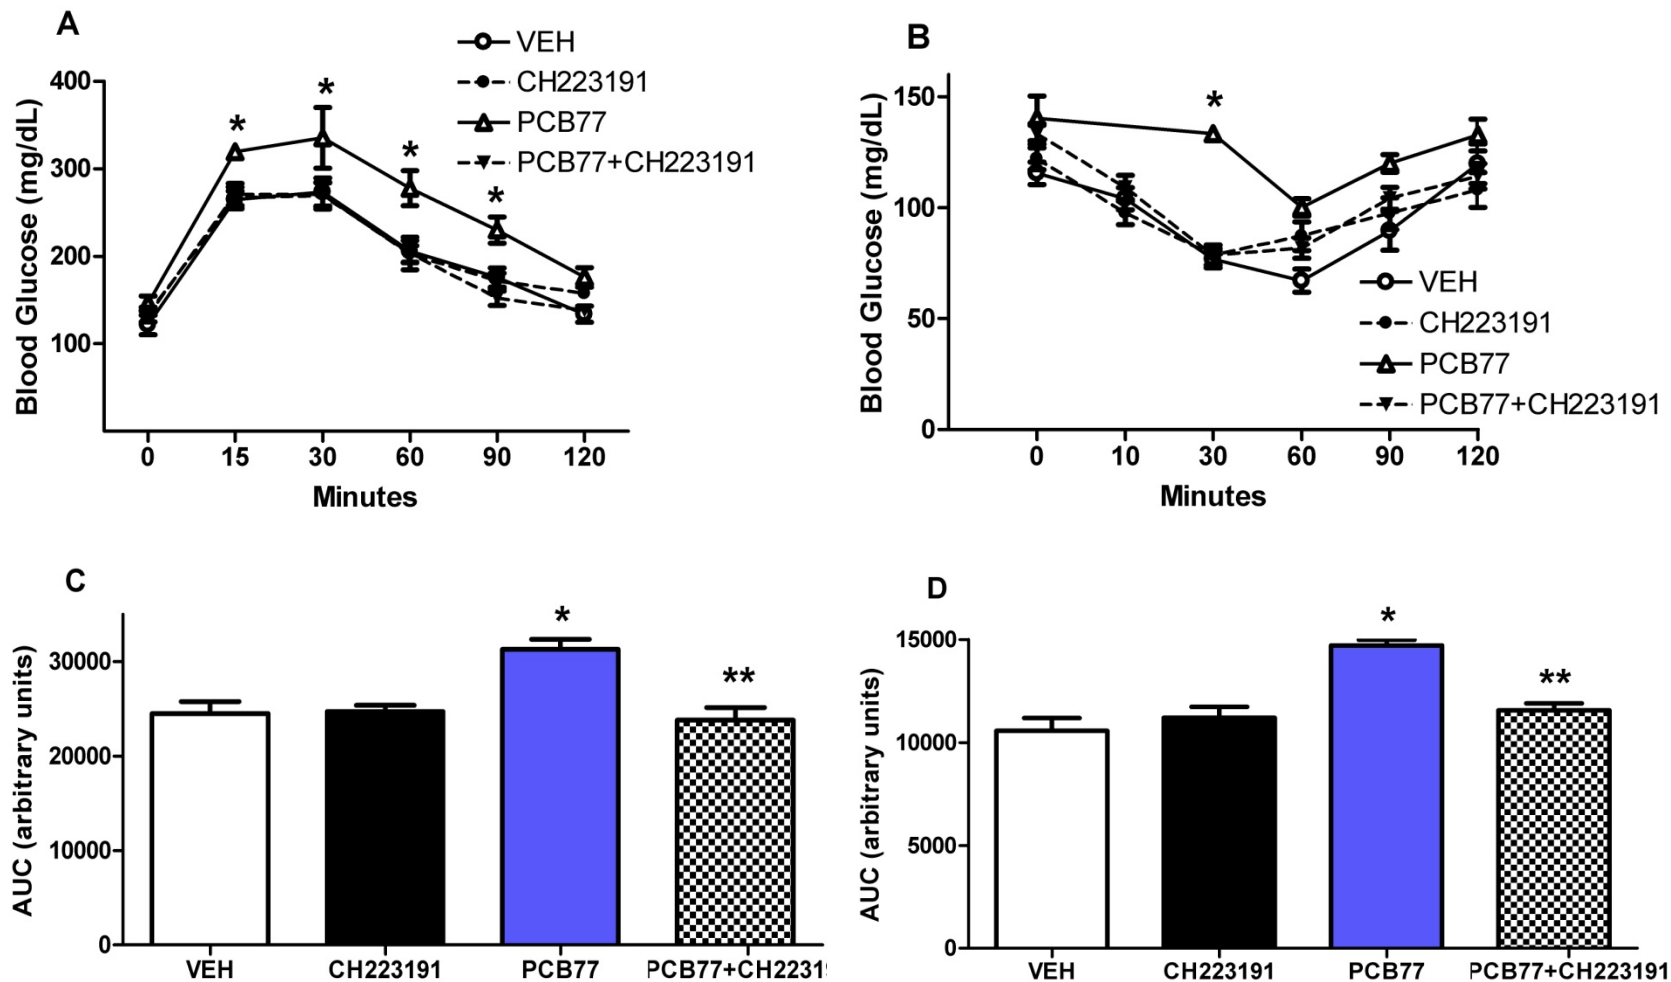 A
VEH
CH223191
PCB77
PCB77+CH223191
400
300
200
100
Blood Glucose (mg/dL)
*
*
*
*
0 15 30 60 90 120
Minutes
B
150
100
50
0
Blood Glucose (mg/dL)
*
VEH
CH223191
PCB77
PCB77+CH223191
0 10 30 60 90 120
Minutes
C
30000
20000
10000
0
AUC (arbitrary units)
*
**
VEH CH223191 PCB77 PCB77+CH2231
D
15000
10000
5000
0
AUC (arbitrary units)
*
**
VEH CH223191 PCB77 PCB77+CH223191